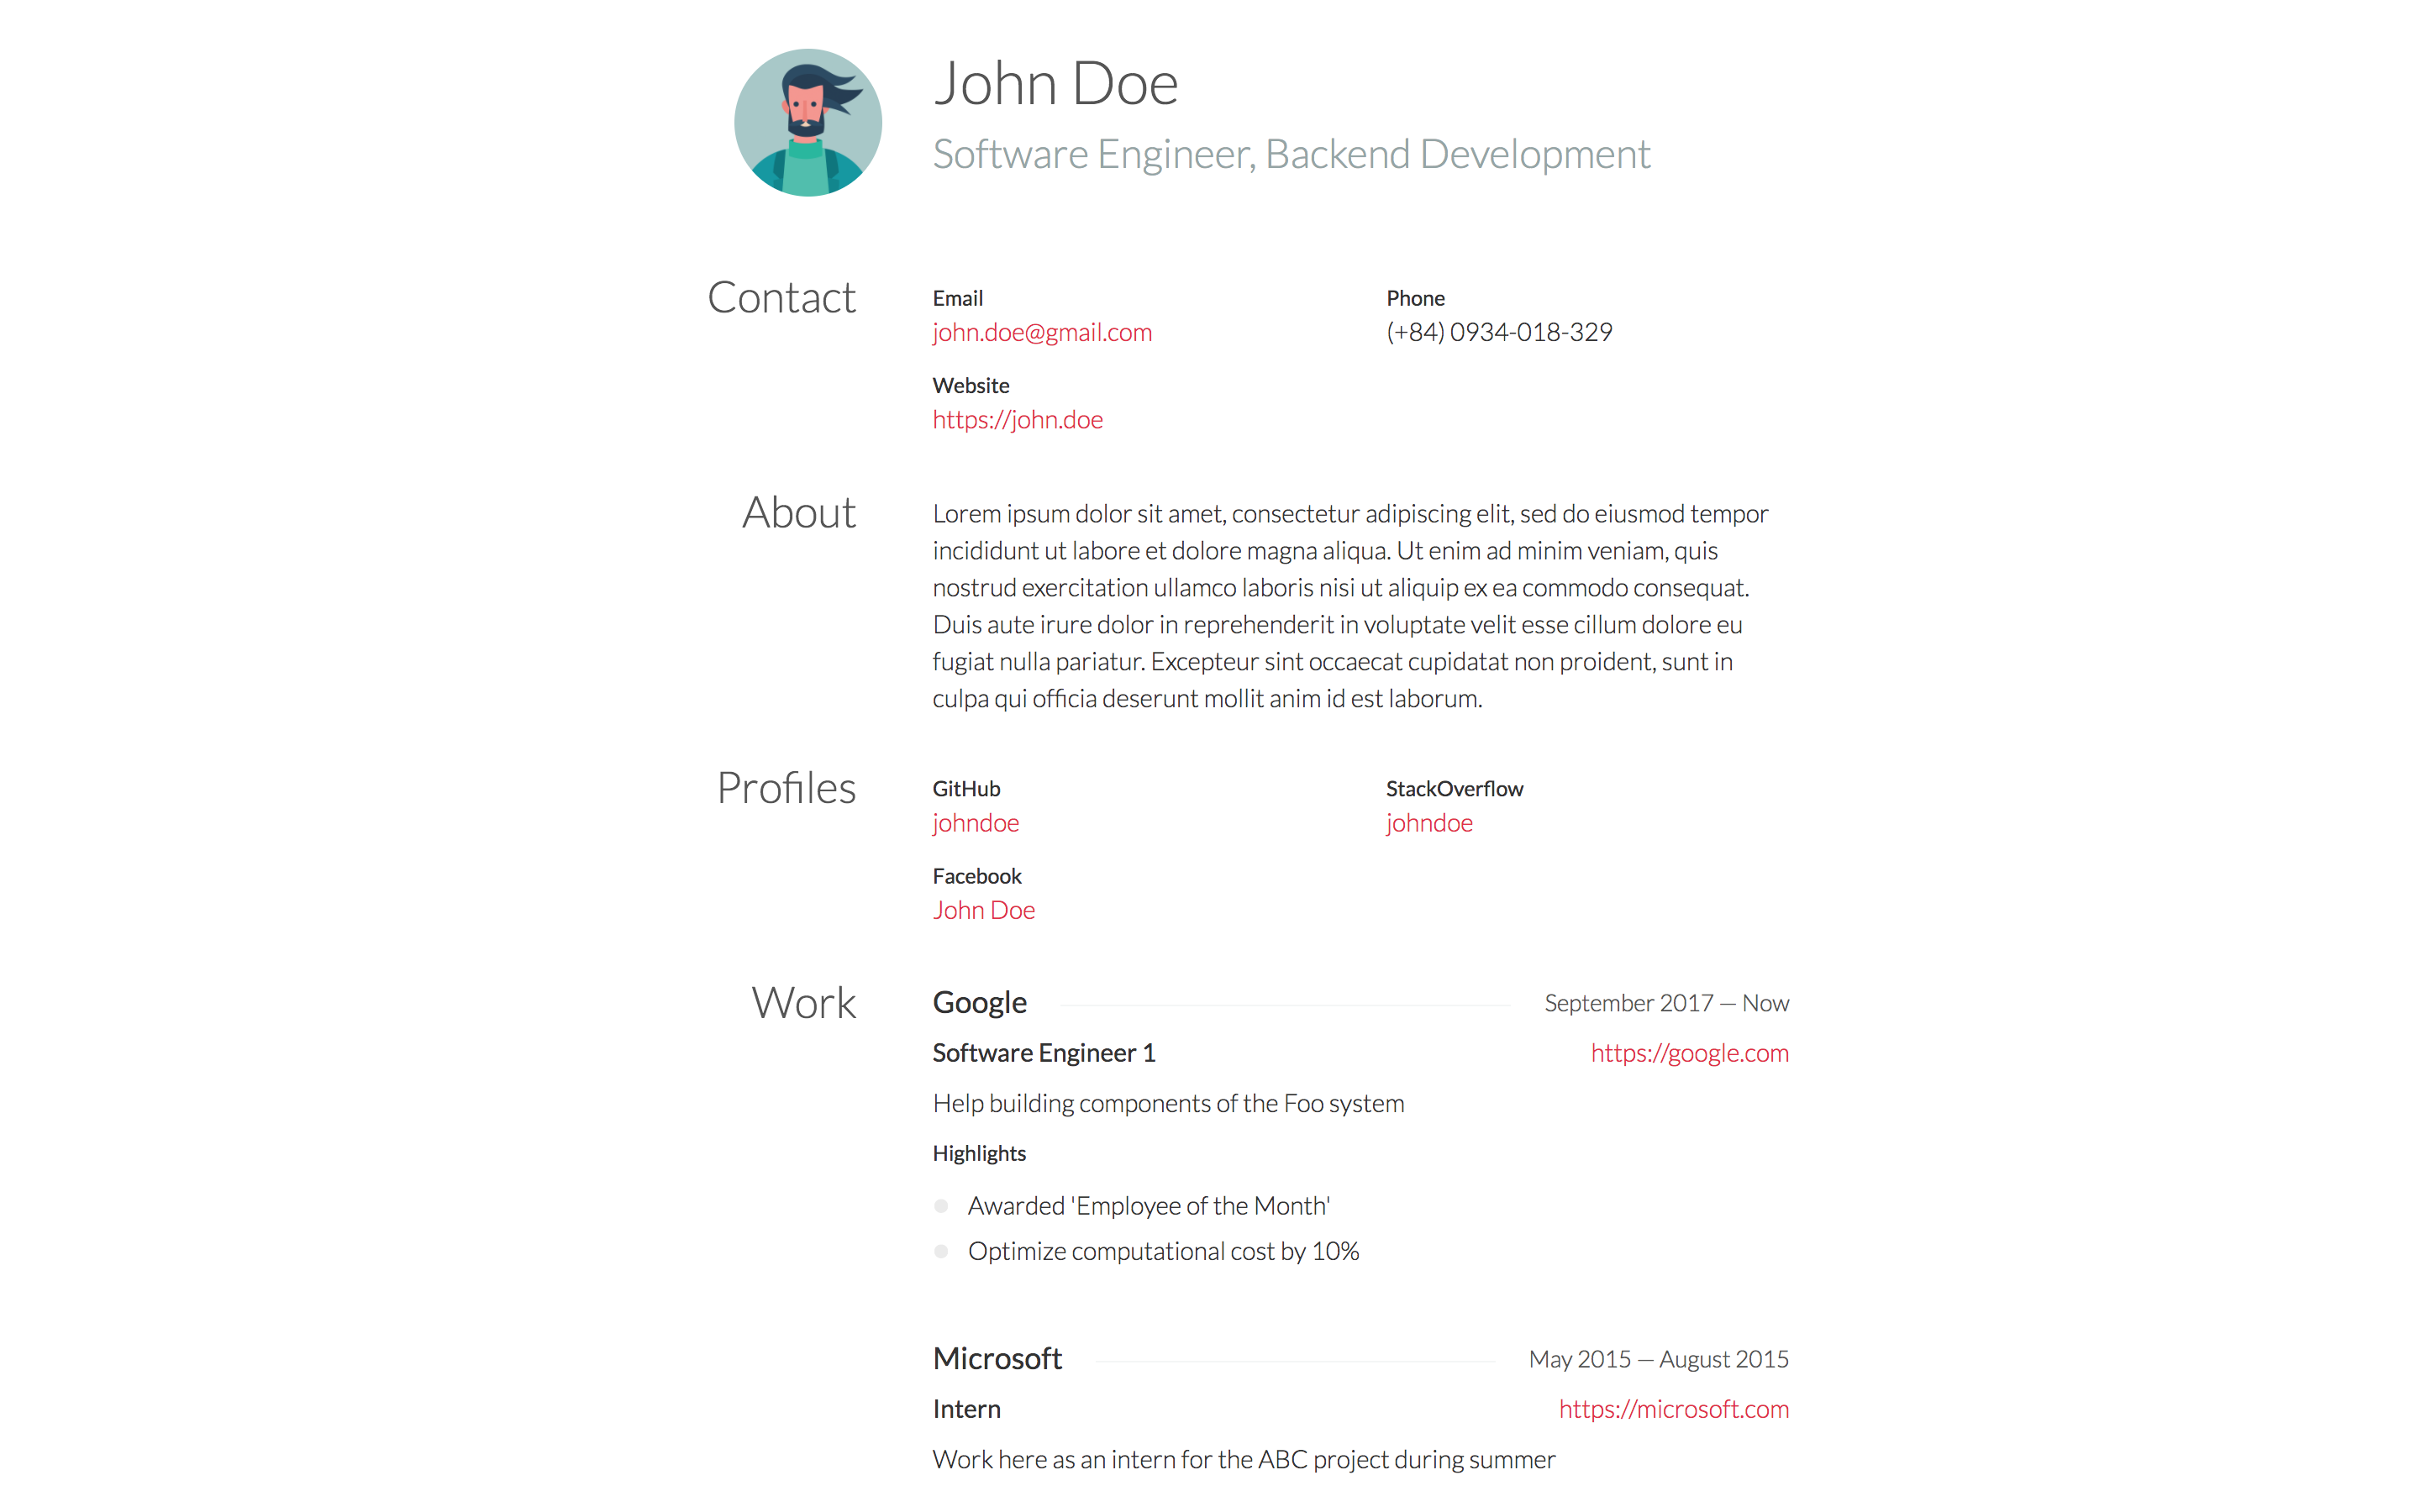 John Doe
Software Engineer, Backend Development
Contact
Email
john.doe@gmail.com
Phone
(+84) 0934-018-329
Website
https://john.doe
About
Lorem ipsum dolor sit amet, consectetur adipiscing elit, sed do eiusmod tempor
incididunt ut labore et dolore magna aliqua. Ut enim ad minim veniam, quis
nostrud exercitation ullamco laboris nisi ut aliquip ex ea commodo consequat.
Duis aute irure dolor in reprehenderit in voluptate velit esse cillum dolore eu
fugiat nulla pariatur. Excepteur sint occaecat cupidatat non proident, sunt in
culpa qui officia deserunt mollit anim id est laborum.
Profiles
GitHub
johndoe
StackOverflow
johndoe
Facebook
John Doe
Work
Google
September 2017 — Now
Software Engineer 1
https://google.com
Help building components of the Foo system
Highlights
Awarded 'Employee of the Month'
Optimize computational cost by 10%
Microsoft
May 2015 — August 2015
Intern
https://microsoft.com
Work here as an intern for the ABC project during summer